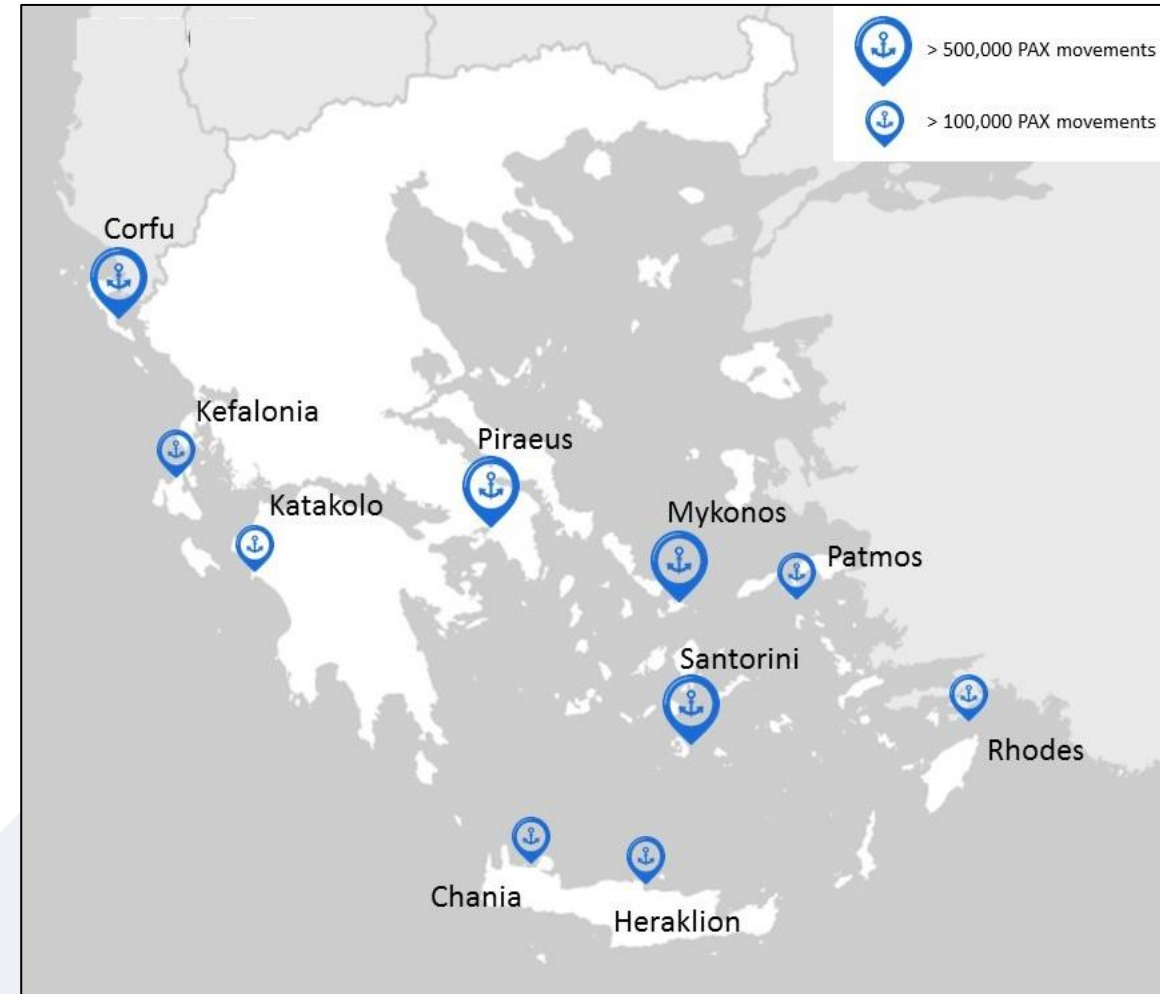 > 500,000 PAX movements
> 100,000 PAX movements
Corfu
Kefalonia
Piraeus
Katakolo
Mykonos
Patmos
Santorini
Rhodes
Chania
Heraklion